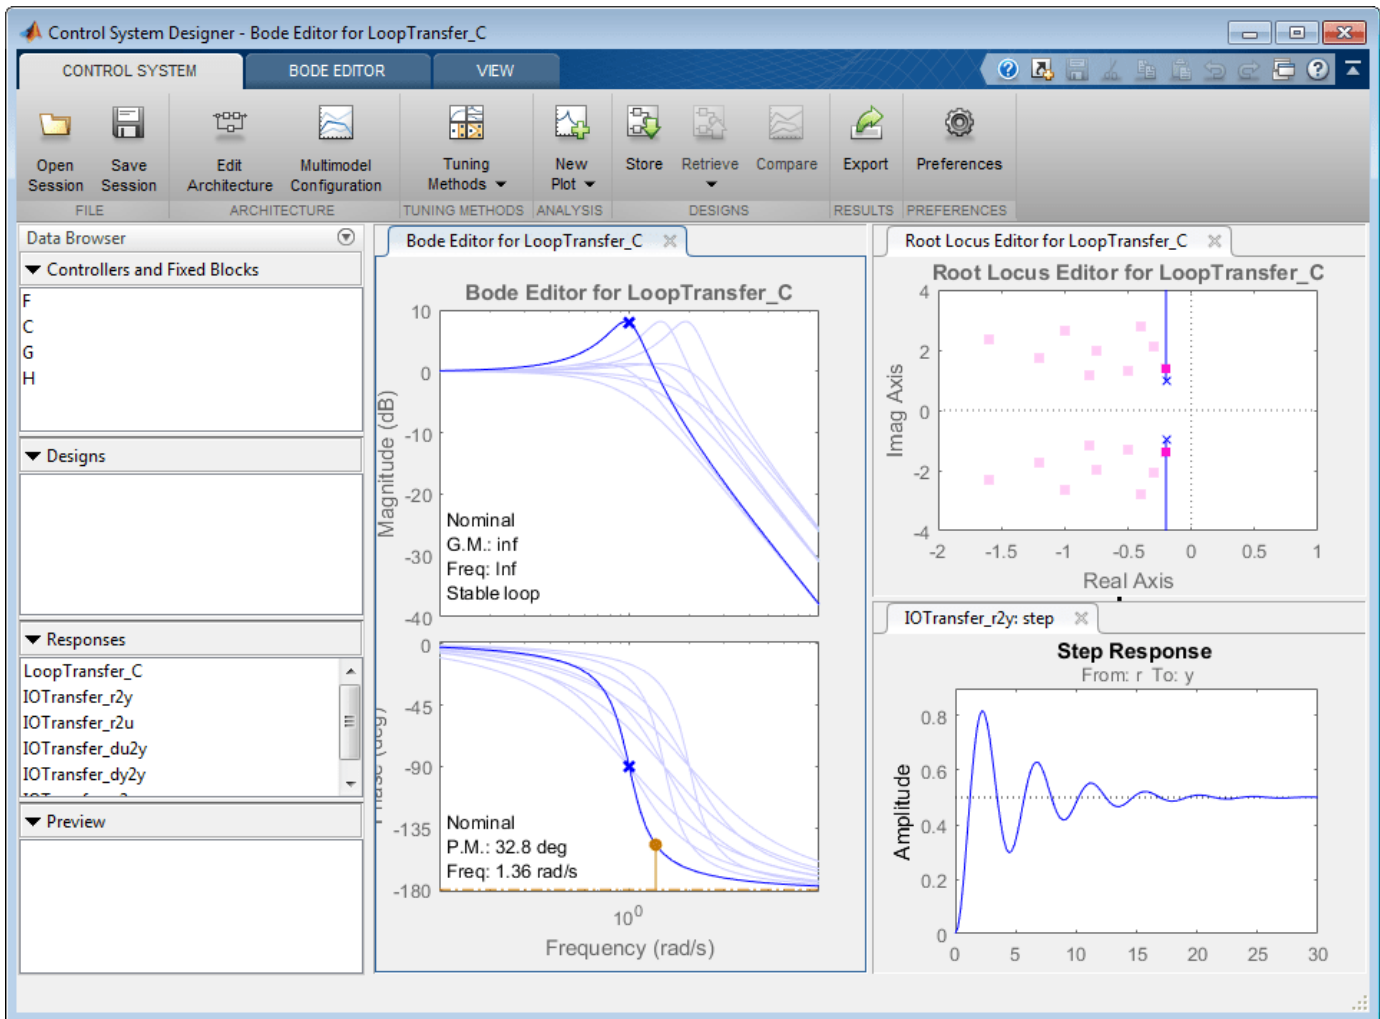 Control System Designer - Bode Editor for LoopTransfer_C
CONTROL SYSTEM
BODE EDITOR
VIEW
Open Session
Save Session
Edit Architecture
Multimodel Configuration
Tuning Methods
New Plot
Store
Retrieve
Compare
Export
Preferences
FILE
ARCHITECTURE
TUNING METHODS
ANALYSIS
DESIGNS
RESULTS
PREFERENCES
Data Browser
Controllers and Fixed Blocks
F
C
G
H
Designs
Responses
LoopTransfer_C
IOTransfer_r2y
IOTransfer_r2u
IOTransfer_du2y
IOTransfer_dy2y
Preview
Bode Editor for LoopTransfer_C
Bode Editor for LoopTransfer_C
Magnitude (dB)
10
0
-10
-20
-30
-40
Nominal
G.M.: inf
Freq: Inf
Stable loop
Phase (deg)
0
-45
-90
-135
-180
Nominal
P.M.: 32.8 deg
Freq: 1.36 rad/s
10^0
Frequency (rad/s)
Root Locus Editor for LoopTransfer_C
Root Locus Editor for LoopTransfer_C
Imag Axis
4
2
0
-2
-4
-2 -1.5 -1 -0.5 0 0.5 1
Real Axis
IOTransfer_r2y: step
Step Response
From: r To: y
Amplitude
0.8
0.6
0.4
0.2
0
0 5 10 15 20 25 30